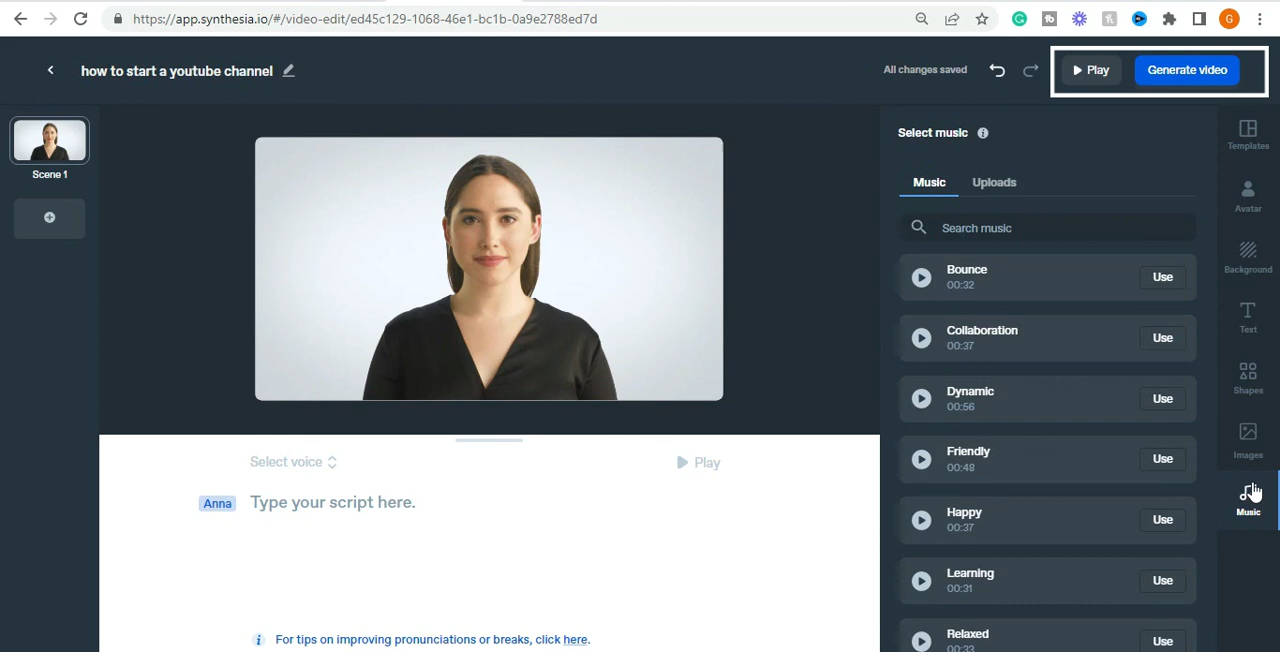 https://app.synthesia.io/#/video-edit/ed45c129-1068-46e1-bc1b-0a9e2788ed7d
G
how to start a youtube channel
All changes saved
Play
Generate video
Scene 1
Select music
Music
Uploads
Search music
Bounce
00:32
Use
Collaboration
00:37
Use
Dynamic
00:56
Use
Friendly
00:48
Use
Happy
00:37
Use
Learning
00:31
Use
Relaxed
00:33
Use
Templates
Avatar
Background
Text
Shapes
Images
Music
Select voice
Play
Anna
Type your script here.
For tips on improving pronunciations or breaks, click here.